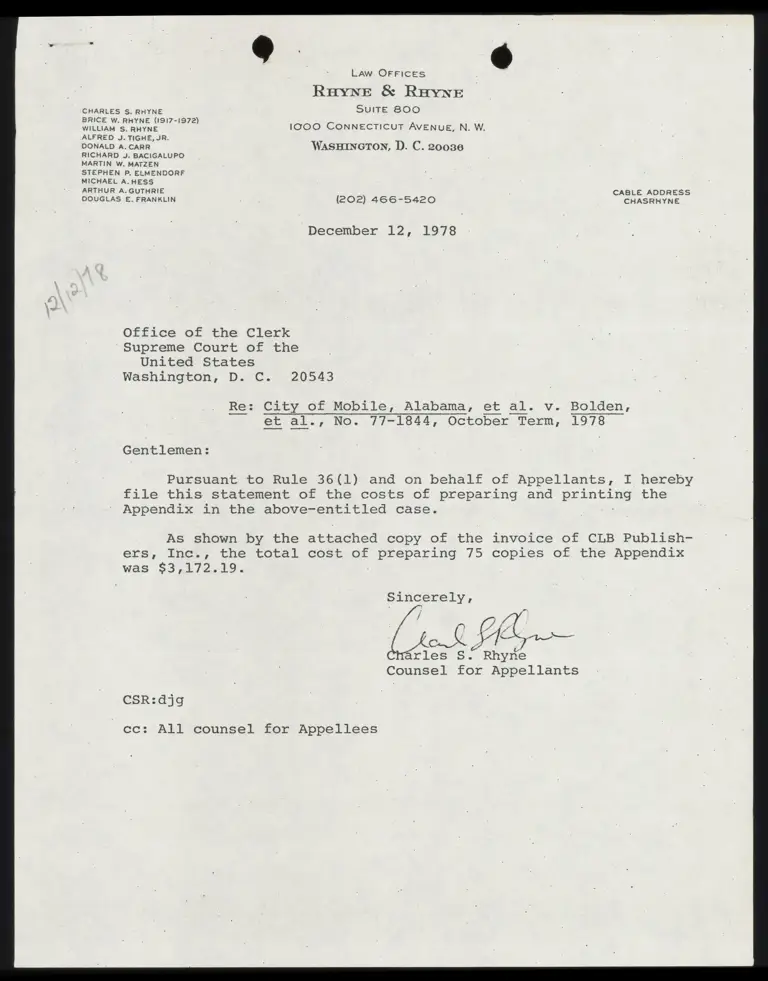 LAW OFFICES
RHYNE & RHYNE
SUITE 800
1000 CONNECTICUT AVENUE, N. W.
WASHINGTON, D. C. 20036
CHARLES S. RHYNE
BRICE W. RHYNE (1917-1972)
WILLIAM S. RHYNE
ALFRED J. TIGHE, JR.
DONALD A. CARR
RICHARD J. BACIGALUPO
MARTIN W. MATZEN
STEPHEN P. ELMENDORF
MICHAEL A. HESS
ARTHUR A. GUTHRIE
DOUGLAS E. FRANKLIN
(202) 466-5420
CABLE ADDRESS
CHASRHYNE
December 12, 1978
12/12/78
Office of the Clerk
Supreme Court of the
United States
Washington, D. C. 20543
Re: City of Mobile, Alabama, et al. v. Bolden,
et al., No. 77-1844, October Term, 1978
Gentlemen:
Pursuant to Rule 36(1) and on behalf of Appellants, I hereby
file this statement of the costs of preparing and printing the
Appendix in the above-entitled case.
As shown by the attached copy of the invoice of CLB Publish-
ers, Inc., the total cost of preparing 75 copies of the Appendix
was $3,172.19.
Sincerely,
Charles S Rhyne
Charles S. Rhyne
Counsel for Appellants
CSR:djg
cc: All counsel for Appellees